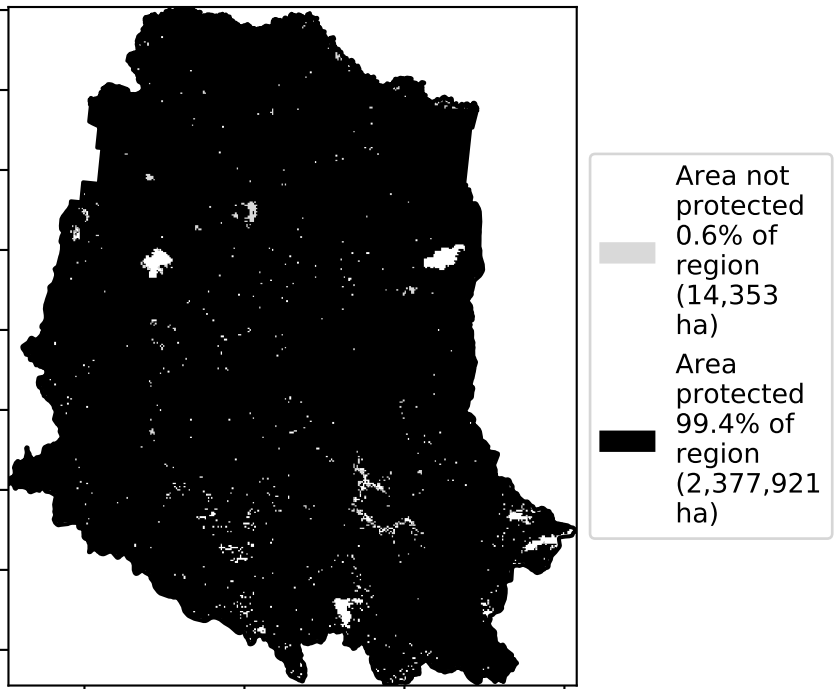 Area not
protected
0.6% of
region
(14,353
ha)
Area
protected
99.4% of
region
(2,377,921
ha)